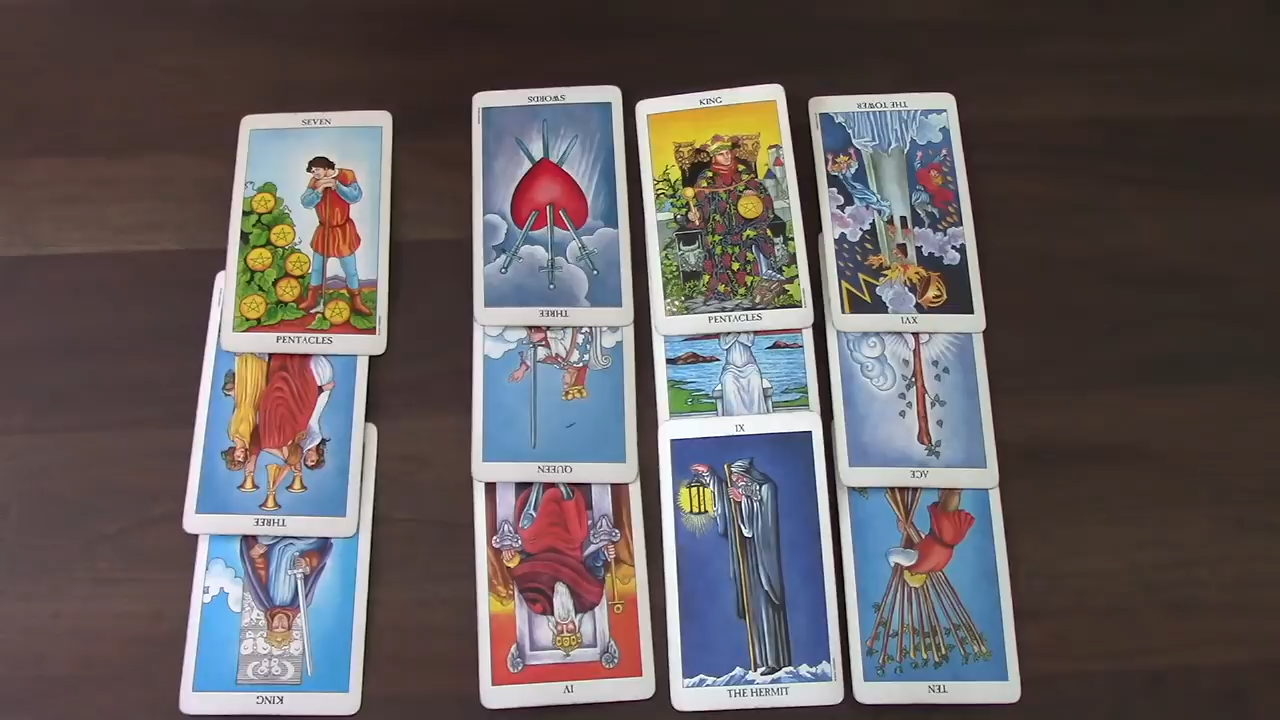 SEVEN
PENTACLES
THREE
KING
SWORDS
THREE
QUEEN
IV
KING
PENTACLES
IX
THE HERMIT
THE TOWER
XVI
ACE
TEN